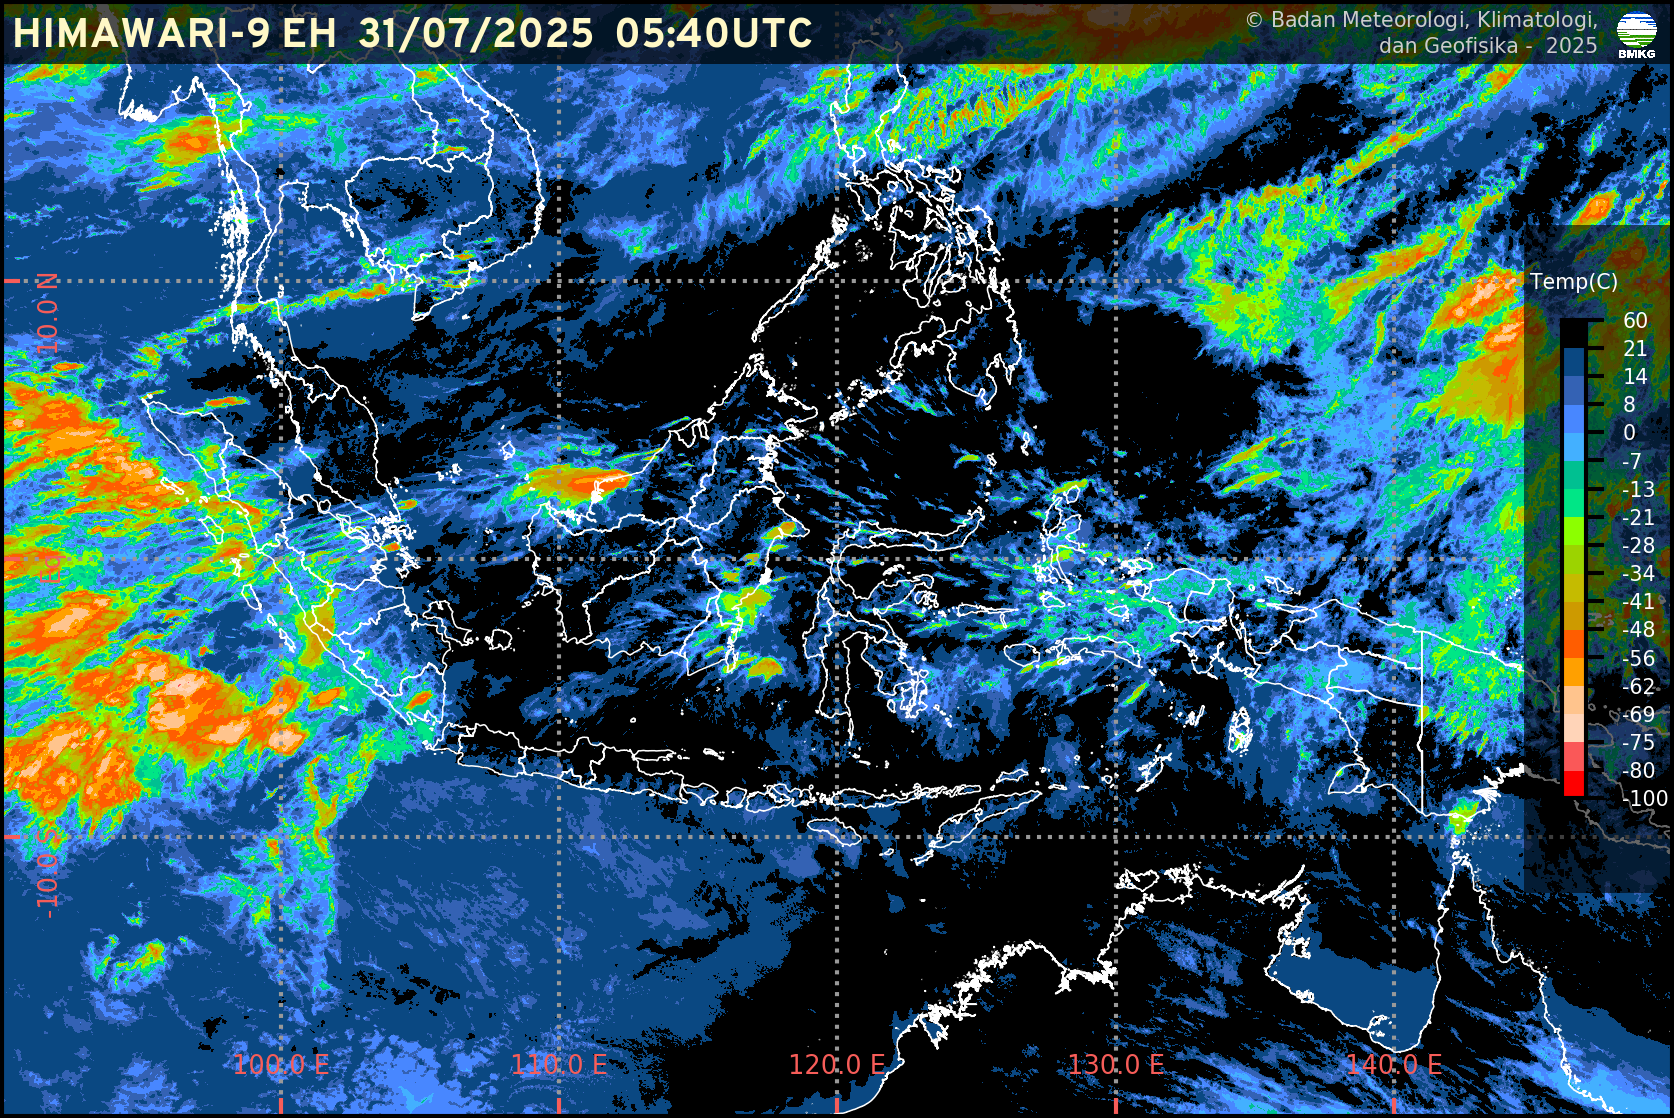 HIMAWARI-9 EH 31/07/2025 05:40UTC
© Badan Meteorologi, Klimatologi,
dan Geofisika - 2025
BMKG
Temp(C)
60
21
14
8
0
-7
-13
-21
-28
-34
-41
-48
-56
-62
-69
-75
-80
-100
10.0 N
Eq
-10.0 S
100.0 E
110.0 E
120.0 E
130.0 E
140.0 E